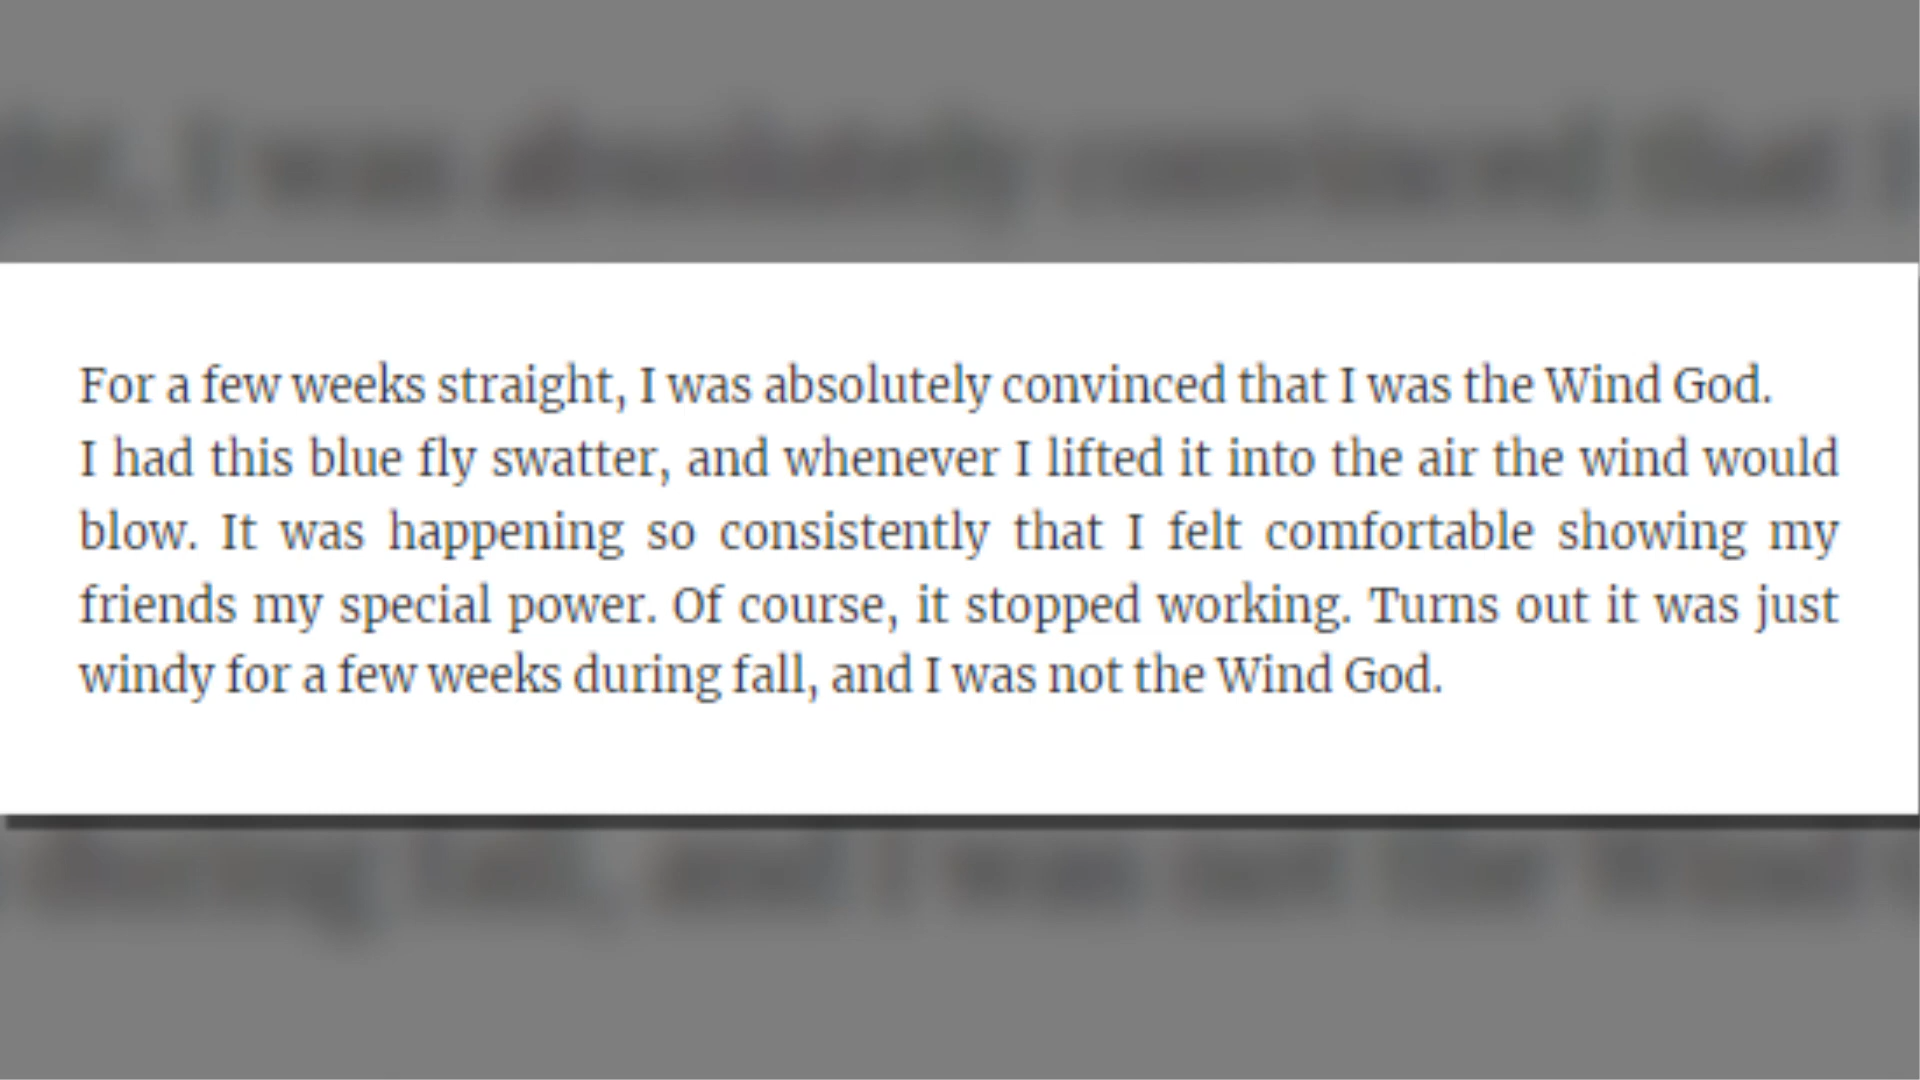 For a few weeks straight, I was absolutely convinced that I was the Wind God.
I had this blue fly swatter, and whenever I lifted it into the air the wind would
blow. It was happening so consistently that I felt comfortable showing my
friends my special power. Of course, it stopped working. Turns out it was just
windy for a few weeks during fall, and I was not the Wind God.